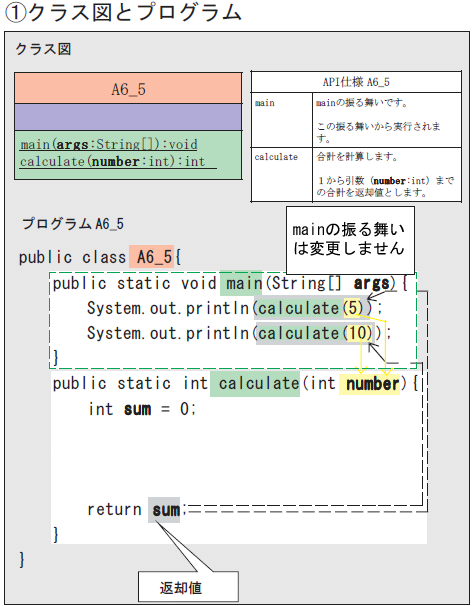 ①クラス図とプログラム
クラス図
A6_5
main(args:String[]):void
calculate(number:int):int
API仕様 A6_5
main
mainの振る舞いです。
この振る舞いから実行されま
す。
calculate
合計を計算します。
１から引数（number:int）まで
の合計を返却値とします。
プログラム A6_5
mainの振る舞い
は変更しません
public class A6_5{
public static void main(String[] args){
System.out.println(calculate(5));
System.out.println(calculate(10));
}
public static int calculate(int number){
int sum = 0;
return sum;
}
}
返却値